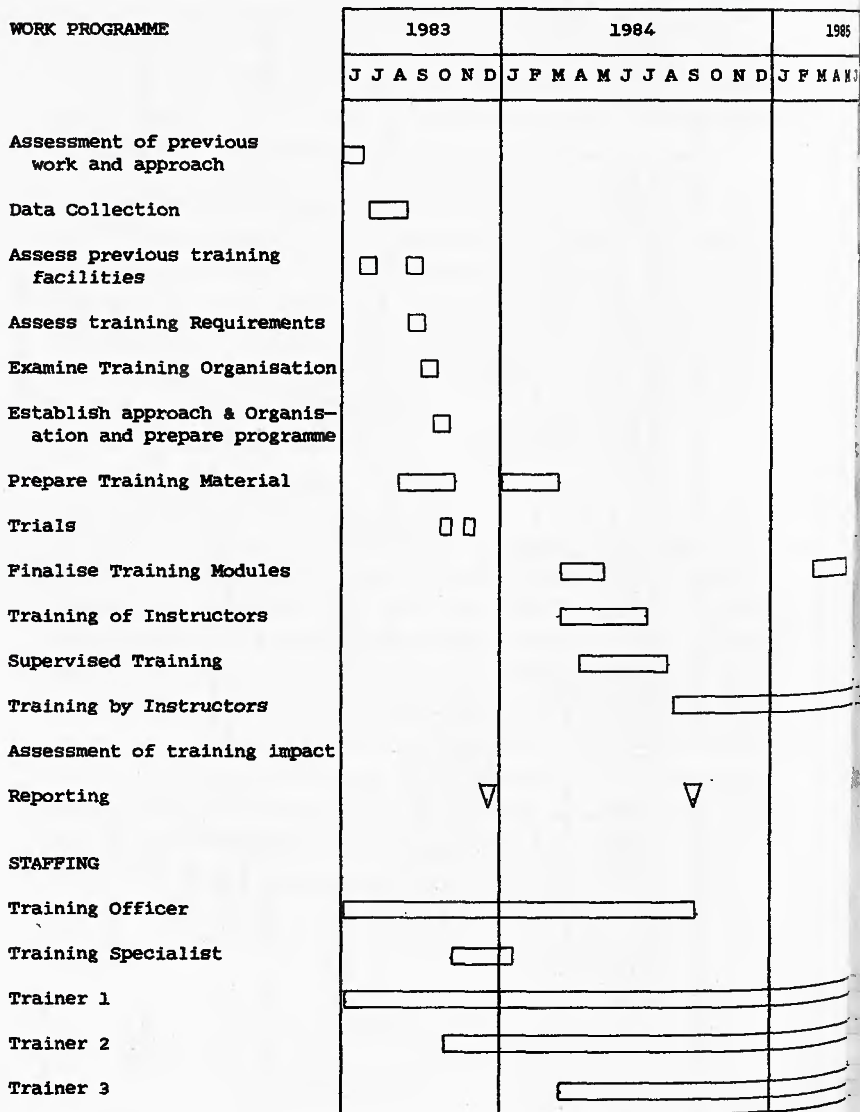 WORK PROGRAMME 1983 1984 1985
J J A S O N D J F M A M J J A S O N D J F M A M J
Assessment of previous
work and approach
Data Collection
Assess previous training
facilities
Assess training Requirements
Examine Training Organisation
Establish approach & Organis-
ation and prepare programme
Prepare Training Material
Trials
Finalise Training Modules
Training of Instructors
Supervised Training
Training by Instructors
Assessment of training impact
Reporting
STAFFING
Training Officer
Training Specialist
Trainer 1
Trainer 2
Trainer 3